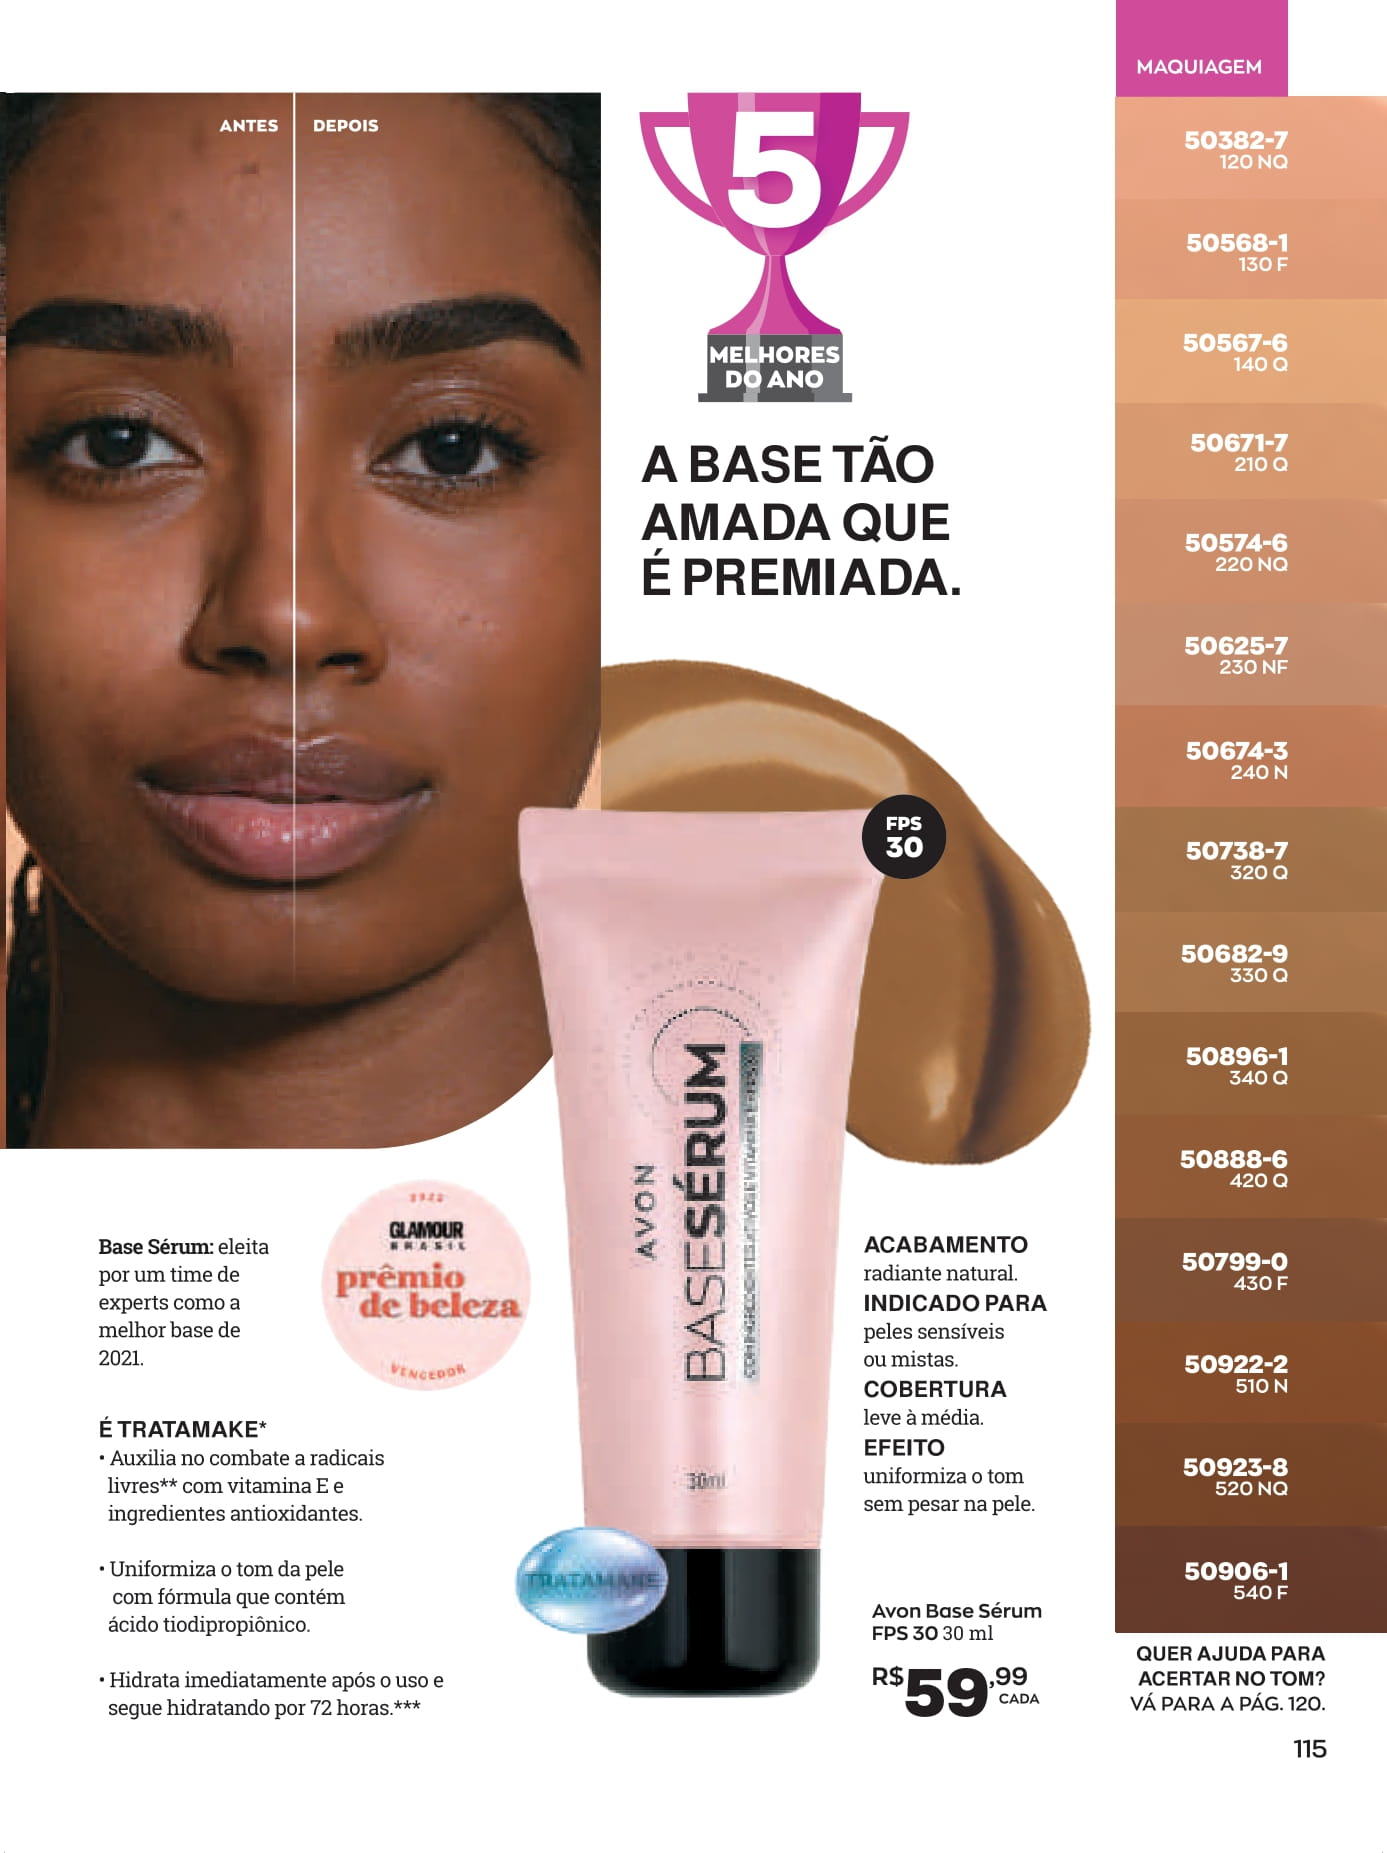 MAQUIAGEM
ANTES
DEPOIS
5
MELHORES
DO ANO
A BASE TÃO
AMADA QUE
É PREMIADA.
FPS
30
AVON
BASESÉRUM
30ml
TRATAMAKE
Base Sérum: eleita
por um time de
experts como a
melhor base de
2021.
GLAMOUR
BRASIL
prêmio
de beleza
VENCEDOR
É TRATAMAKE*
• Auxilia no combate a radicais
livres** com vitamina E e
ingredientes antioxidantes.
• Uniformiza o tom da pele
com fórmula que contém
ácido tiodipropiônico.
• Hidrata imediatamente após o uso e
segue hidratando por 72 horas.***
ACABAMENTO
radiante natural.
INDICADO PARA
peles sensíveis
ou mistas.
COBERTURA
leve à média.
EFEITO
uniformiza o tom
sem pesar na pele.
Avon Base Sérum
FPS 30 30 ml
R$59,99
CADA
50382-7
120 NQ
50568-1
130 F
50567-6
140 Q
50671-7
210 Q
50574-6
220 NQ
50625-7
230 NF
50674-3
240 N
50738-7
320 Q
50682-9
330 Q
50896-1
340 Q
50888-6
420 Q
50799-0
430 F
50922-2
510 N
50923-8
520 NQ
50906-1
540 F
QUER AJUDA PARA
ACERTAR NO TOM?
VÁ PARA A PÁG. 120.
115